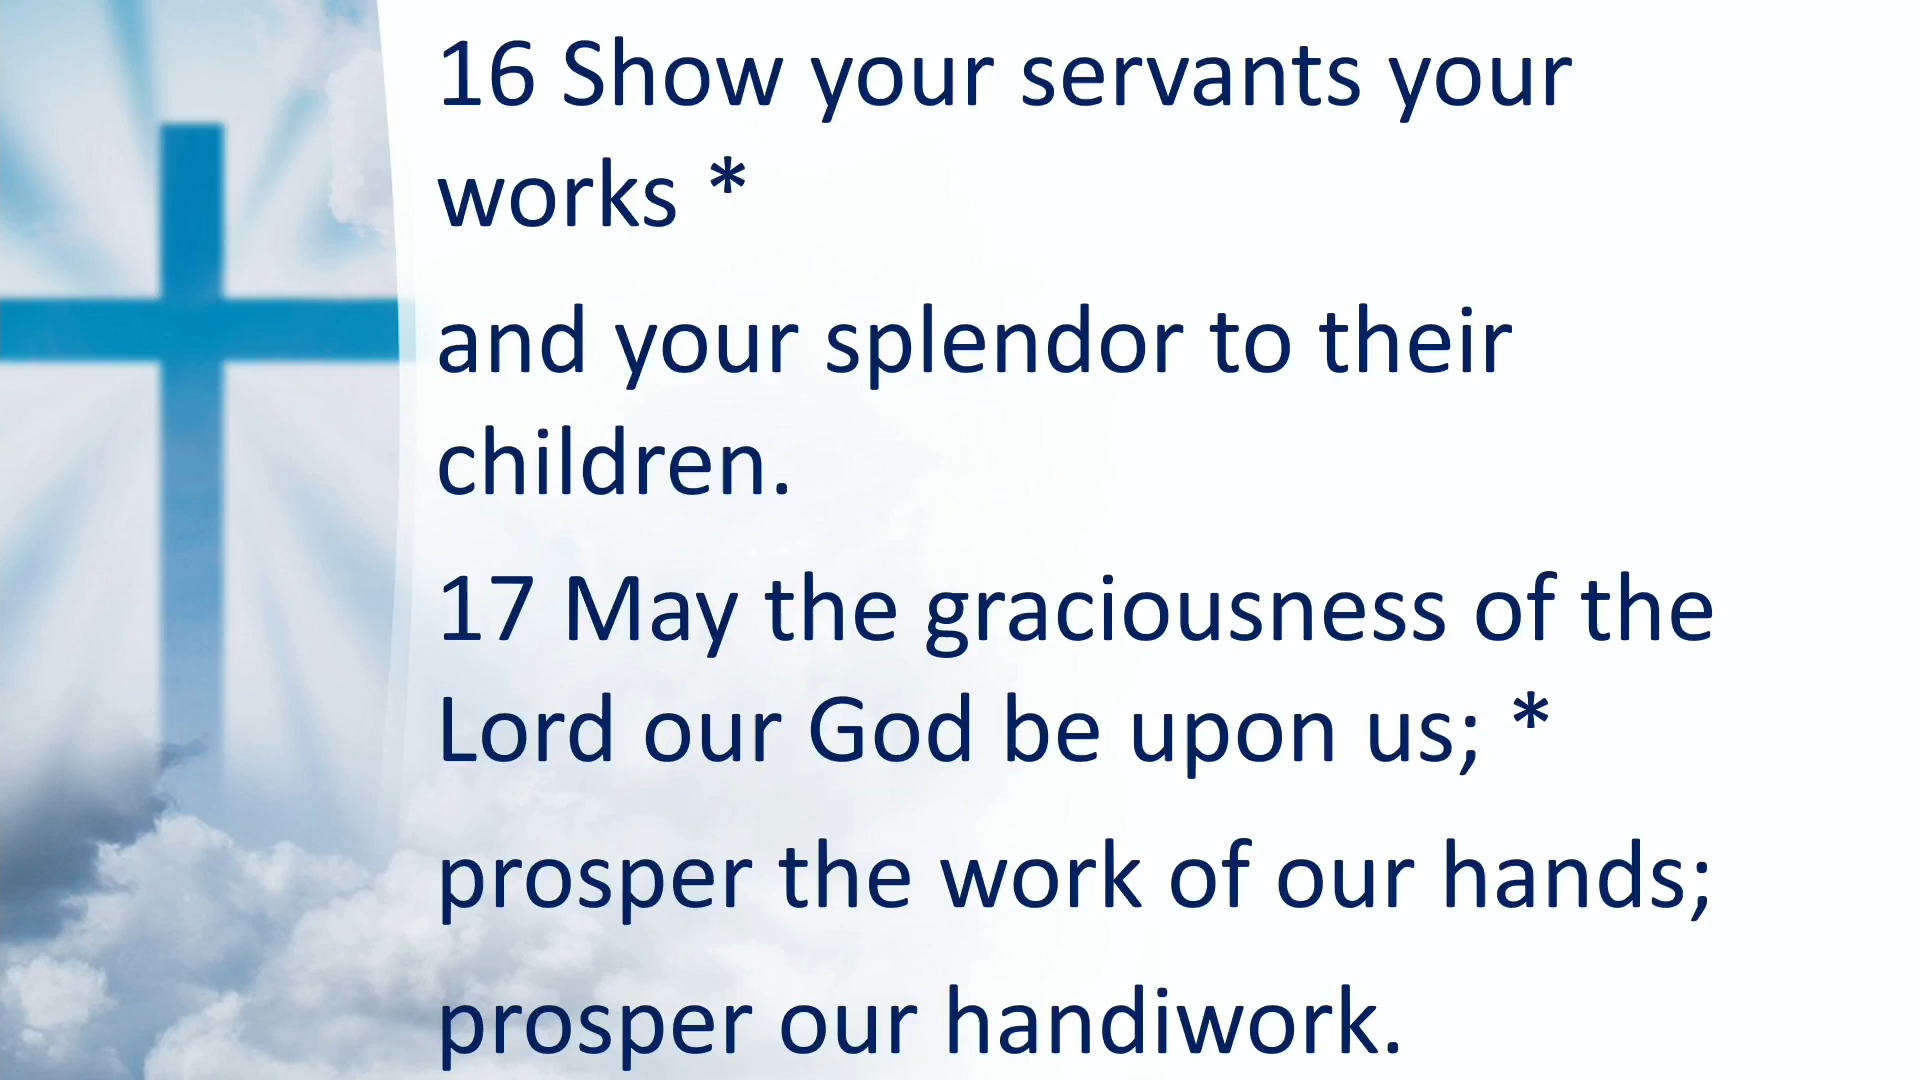 16 Show your servants your
works *
and your splendor to their
children.
17 May the graciousness of the
Lord our God be upon us; *
prosper the work of our hands;
prosper our handiwork.